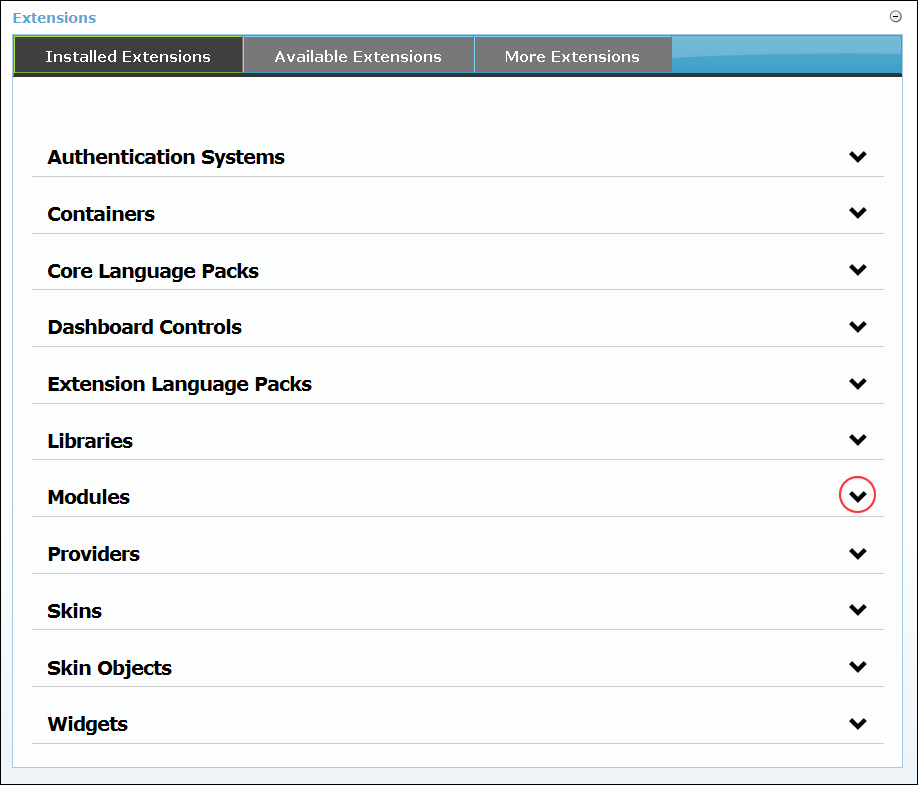 Extensions
Installed Extensions
Available Extensions
More Extensions
Authentication Systems
Containers
Core Language Packs
Dashboard Controls
Extension Language Packs
Libraries
Modules
Providers
Skins
Skin Objects
Widgets